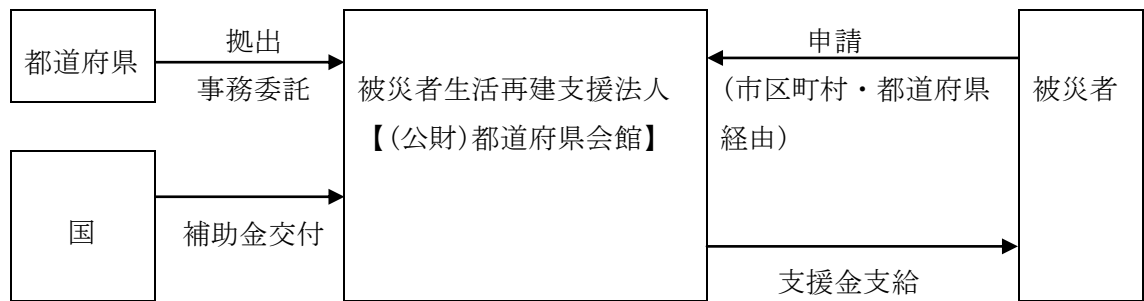 都道府県
拠出
事務委託
被災者生活再建支援法人
【(公財)都道府県会館】
申請
(市区町村・都道府県
経由)
被災者
国
補助金交付
支援金支給